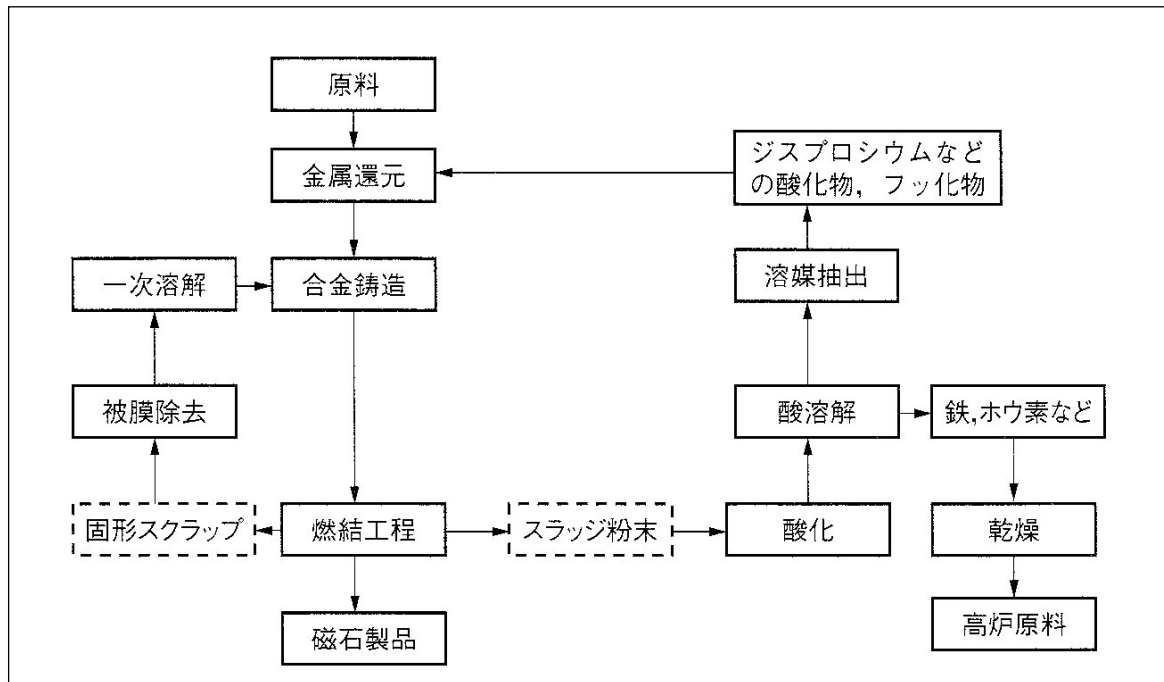 原料
金属還元
ジスプロシウムなど
の酸化物，フッ化物
一次溶解
合金鋳造
溶媒抽出
被膜除去
酸溶解
鉄,ホウ素など
固形スクラップ
燃結工程
スラッジ粉末
酸化
乾燥
磁石製品
高炉原料